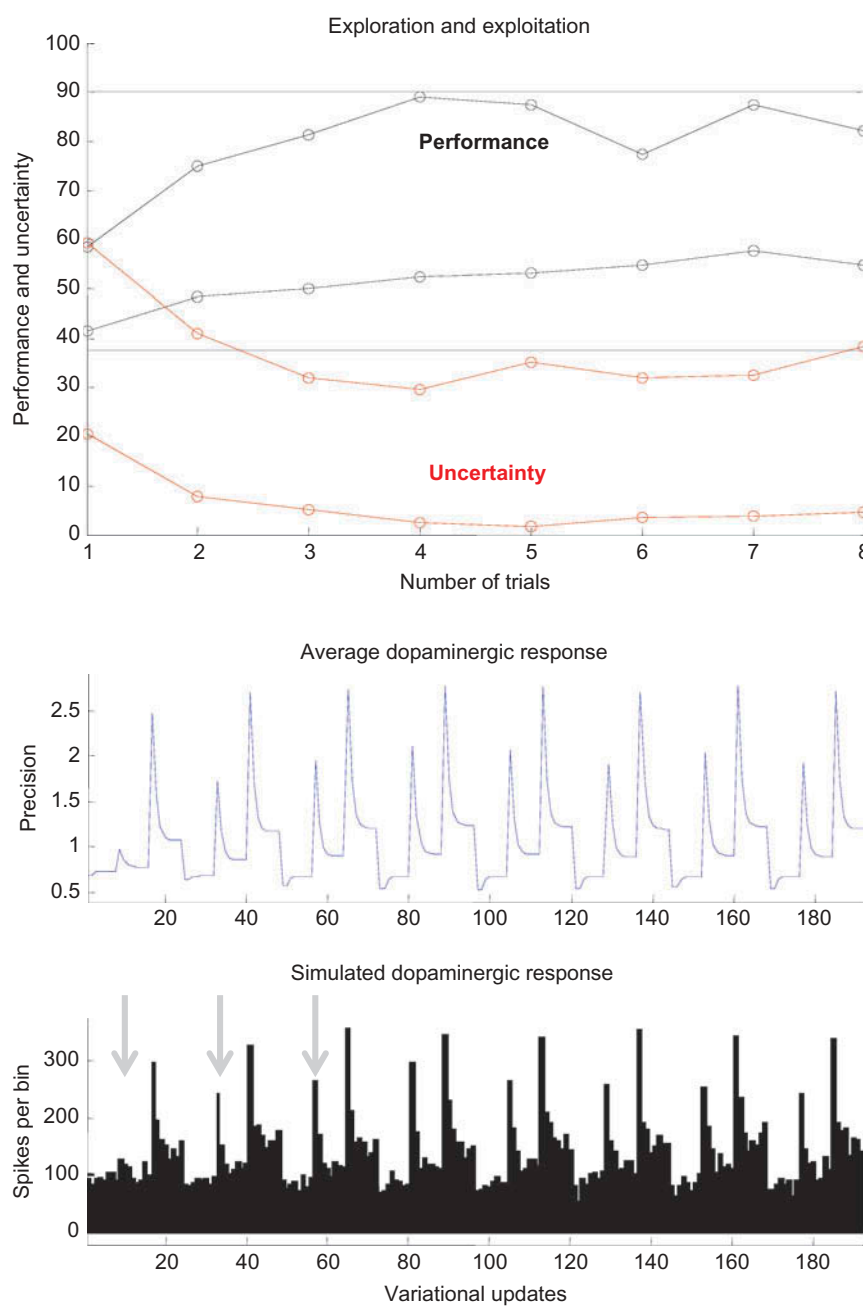 Exploration and exploitation
100
90
80
70
60
50
40
30
20
10
0
Performance and uncertainty
Performance
Uncertainty
1 2 3 4 5 6 7 8
Number of trials
Average dopaminergic response
2.5
2
1.5
1
0.5
Precision
20 40 60 80 100 120 140 160 180
Simulated dopaminergic response
300
200
100
0
Spikes per bin
20 40 60 80 100 120 140 160 180
Variational updates